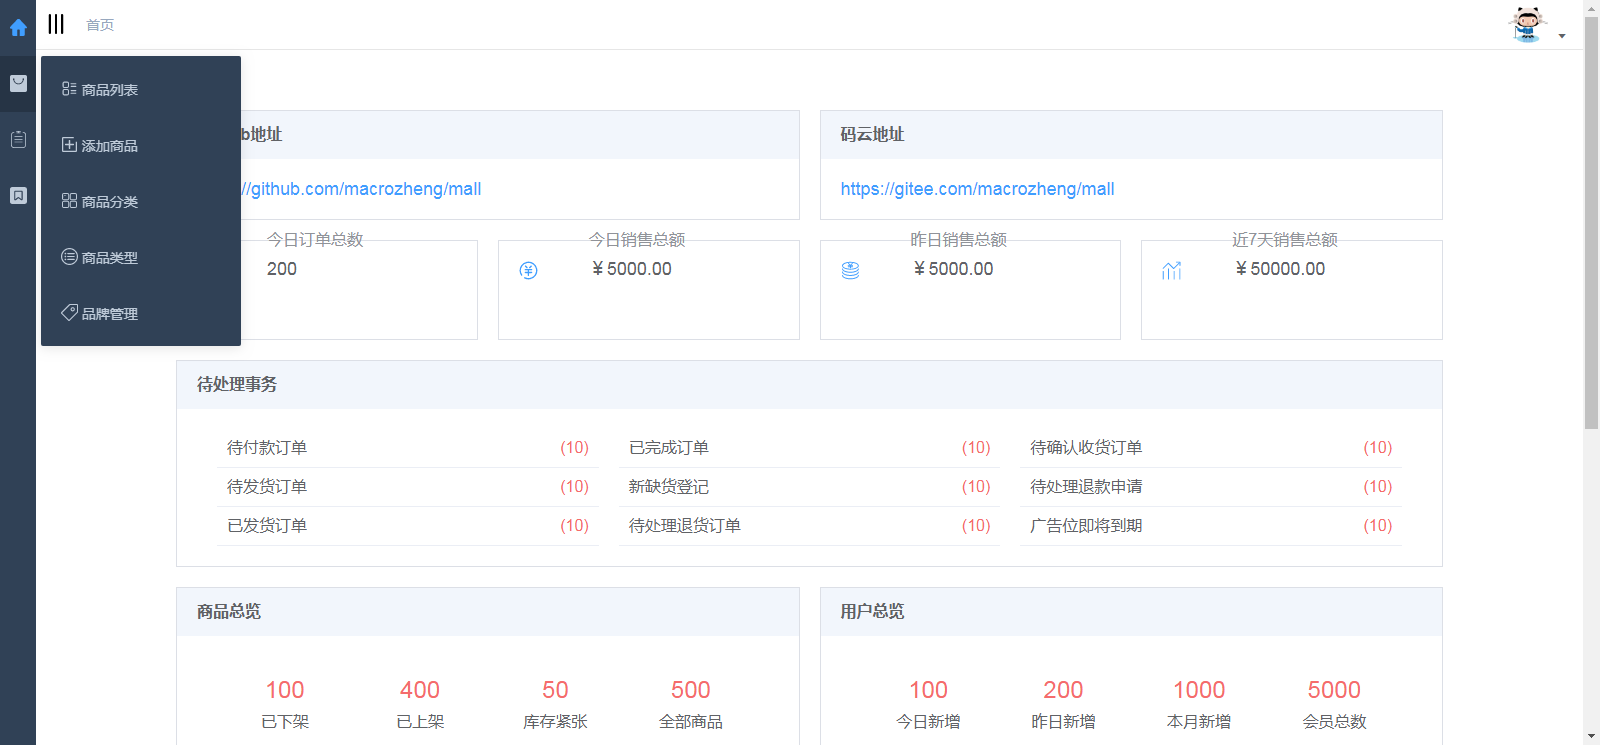 首页
商品列表
添加商品
商品分类
商品类型
品牌管理
b地址
//github.com/macrozheng/mall
码云地址
https://gitee.com/macrozheng/mall
今日订单总数
200
今日销售总额
￥5000.00
昨日销售总额
￥5000.00
近7天销售总额
￥50000.00
待处理事务
待付款订单 (10) 已完成订单 (10) 待确认收货订单 (10)
待发货订单 (10) 新缺货登记 (10) 待处理退款申请 (10)
已发货订单 (10) 待处理退货订单 (10) 广告位即将到期 (10)
商品总览
100 400 50 500
已下架 已上架 库存紧张 全部商品
用户总览
100 200 1000 5000
今日新增 昨日新增 本月新增 会员总数